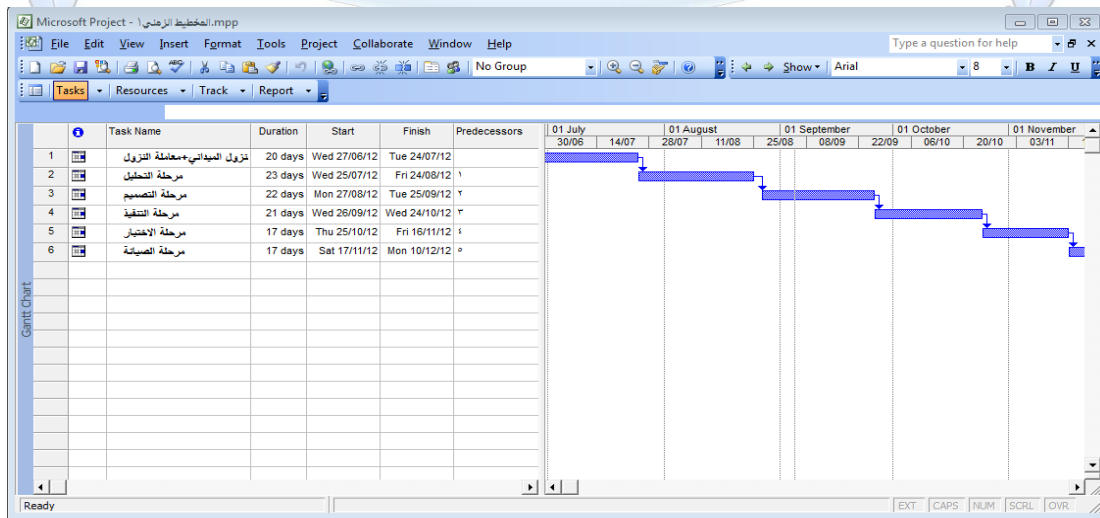 Microsoft Project - المخطيط الزمني١.mpp
File Edit View Insert Format Tools Project Collaborate Window Help Type a question for help
No Group Show Arial 8 B I U
Tasks Resources Track Report
Task Name Duration Start Finish Predecessors 01 July 01 August 01 September 01 October 01 November
30/06 14/07 28/07 11/08 25/08 08/09 22/09 06/10 20/10 03/11
1 نزول الميداني+معاملة النزول 20 days Wed 27/06/12 Tue 24/07/12
2 مرحلة التحليل 23 days Wed 25/07/12 Fri 24/08/12 ١
3 مرحلة التصميم 22 days Mon 27/08/12 Tue 25/09/12 ٢
4 مرحلة التنفيذ 21 days Wed 26/09/12 Wed 24/10/12 ٣
5 مرحلة الاختبار 17 days Thu 25/10/12 Fri 16/11/12 ٤
6 مرحلة الصيانة 17 days Sat 17/11/12 Mon 10/12/12 ٥
Gantt Chart
Ready EXT CAPS NUM SCRL OVR